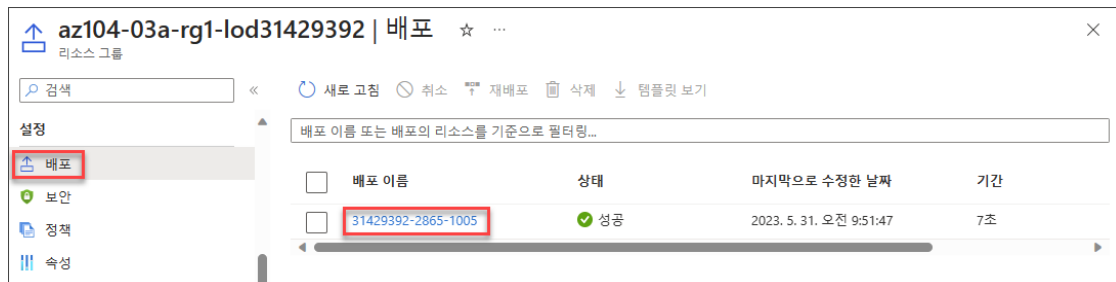 az104-03a-rg1-lod31429392 | 배포
리소스 그룹
검색
새로 고침 취소 재배포 삭제 템플릿 보기
설정
배포
보안
정책
속성
배포 이름 또는 배포의 리소스를 기준으로 필터링...
배포 이름 상태 마지막으로 수정한 날짜 기간
31429392-2865-1005 성공 2023. 5. 31. 오전 9:51:47 7초